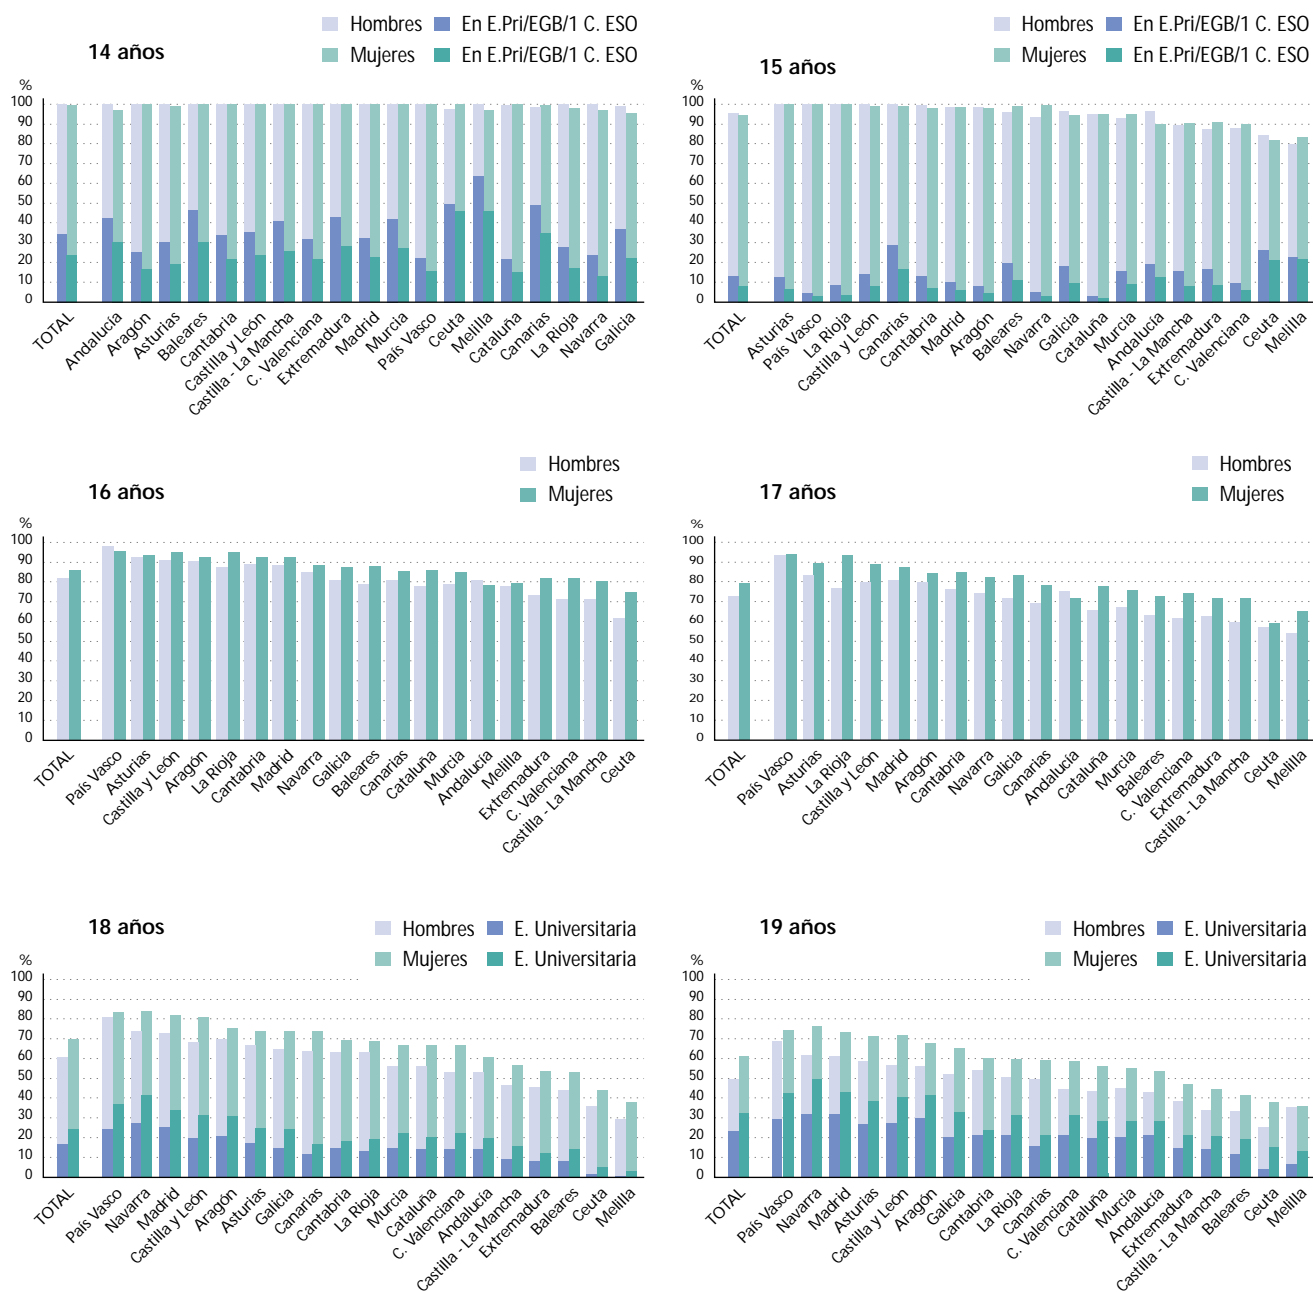 14 años
Hombres En E.Pri/EGB/1 C. ESO
Mujeres En E.Pri/EGB/1 C. ESO
%
100
90
80
70
60
50
40
30
20
10
0
TOTAL
Andalucía
Aragón
Asturias
Baleares
Cantabria
Castilla y León
Castilla - La Mancha
C. Valenciana
Extremadura
Madrid
Murcia
País Vasco
Ceuta
Melilla
Cataluña
Canarias
La Rioja
Navarra
Galicia
15 años
Hombres En E.Pri/EGB/1 C. ESO
Mujeres En E.Pri/EGB/1 C. ESO
%
100
90
80
70
60
50
40
30
20
10
0
TOTAL
Asturias
País Vasco
La Rioja
Castilla y León
Canarias
Cantabria
Madrid
Aragón
Baleares
Navarra
Galicia
Cataluña
Murcia
Andalucía
Castilla - La Mancha
Extremadura
C. Valenciana
Ceuta
Melilla
16 años
Hombres
Mujeres
%
100
90
80
70
60
50
40
30
20
10
0
TOTAL
País Vasco
Asturias
Castilla y León
Aragón
La Rioja
Cantabria
Madrid
Navarra
Galicia
Baleares
Canarias
Cataluña
Murcia
Andalucía
Melilla
Extremadura
C. Valenciana
Castilla - La Mancha
Ceuta
17 años
Hombres
Mujeres
%
100
90
80
70
60
50
40
30
20
10
0
TOTAL
País Vasco
Asturias
La Rioja
Castilla y León
Madrid
Aragón
Cantabria
Navarra
Galicia
Canarias
Andalucía
Cataluña
Murcia
Baleares
C. Valenciana
Extremadura
Castilla - La Mancha
Ceuta
Melilla
18 años
Hombres E. Universitaria
Mujeres E. Universitaria
%
100
90
80
70
60
50
40
30
20
10
0
TOTAL
País Vasco
Navarra
Madrid
Castilla y León
Aragón
Asturias
Galicia
Canarias
Cantabria
La Rioja
Murcia
Cataluña
C. Valenciana
Andalucía
Castilla - La Mancha
Extremadura
Baleares
Ceuta
Melilla
19 años
Hombres E. Universitaria
Mujeres E. Universitaria
%
100
90
80
70
60
50
40
30
20
10
0
TOTAL
País Vasco
Navarra
Madrid
Asturias
Castilla y León
Aragón
Galicia
Cantabria
La Rioja
Canarias
C. Valenciana
Cataluña
Murcia
Andalucía
Extremadura
Castilla - La Mancha
Baleares
Ceuta
Melilla